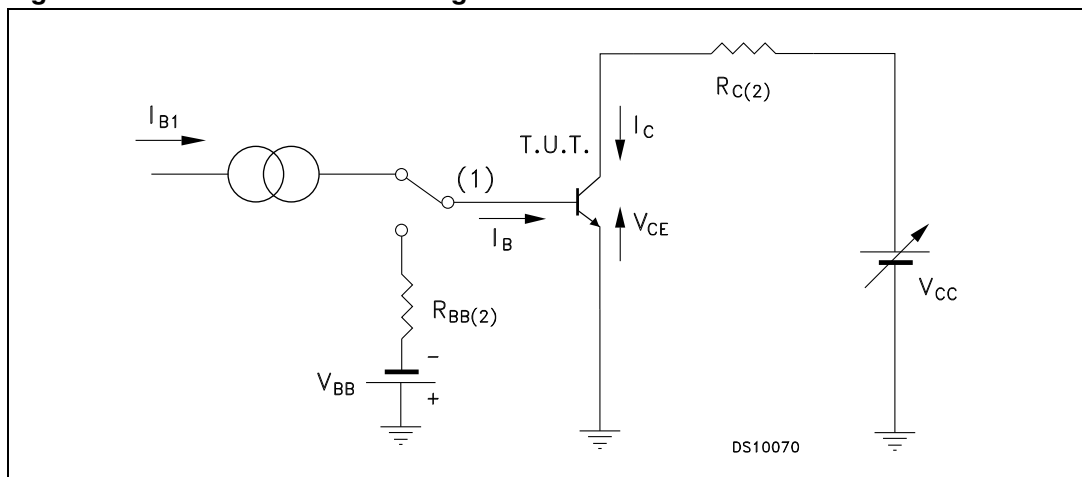 I_B1
T.U.T.
I_C
R_C(2)
(1)
I_B
V_CE
V_CC
R_BB(2)
V_BB
-
+
DS10070